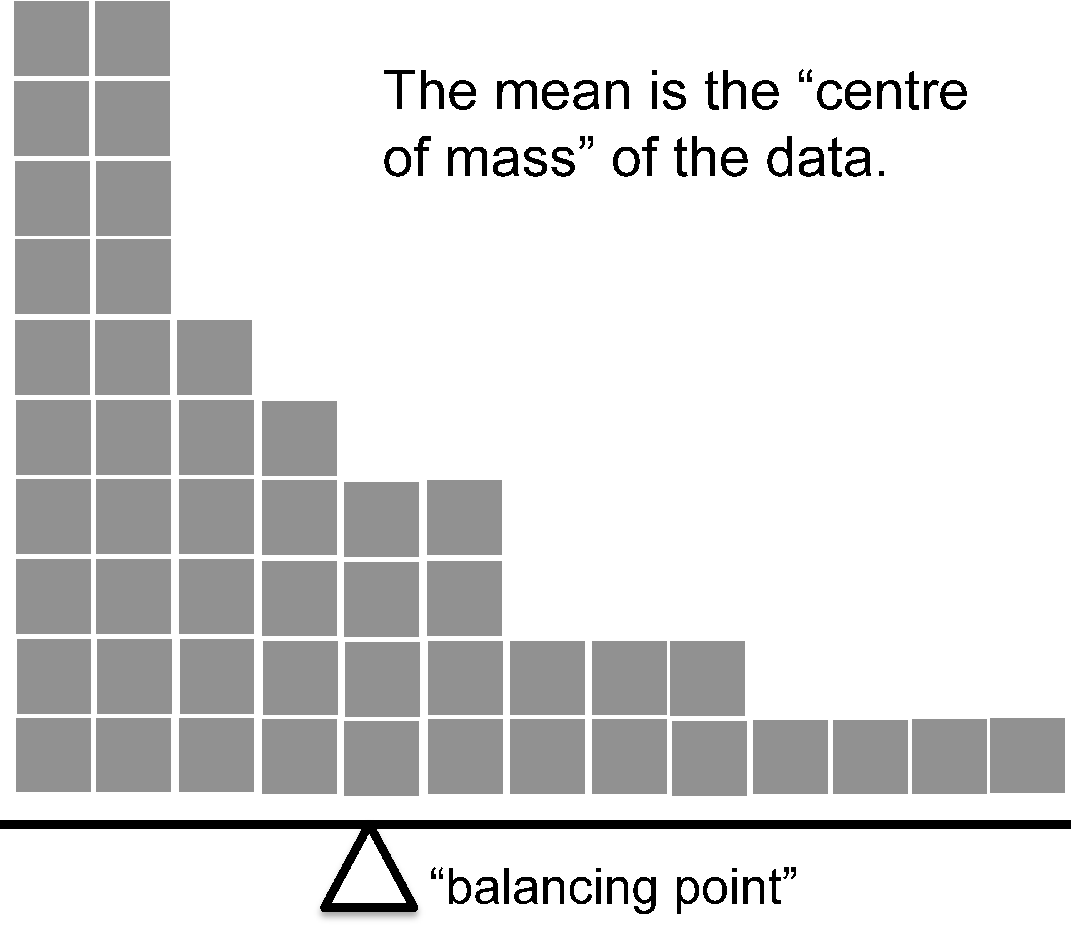 The mean is the “centre
of mass” of the data.
“balancing point”